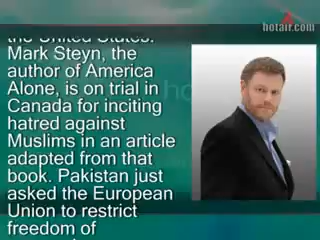 hotair.com
the United States.
Mark Steyn, the
author of America
Alone, is on trial in
Canada for inciting
hatred against
Muslims in an article
adapted from that
book. Pakistan just
asked the European
Union to restrict
freedom of